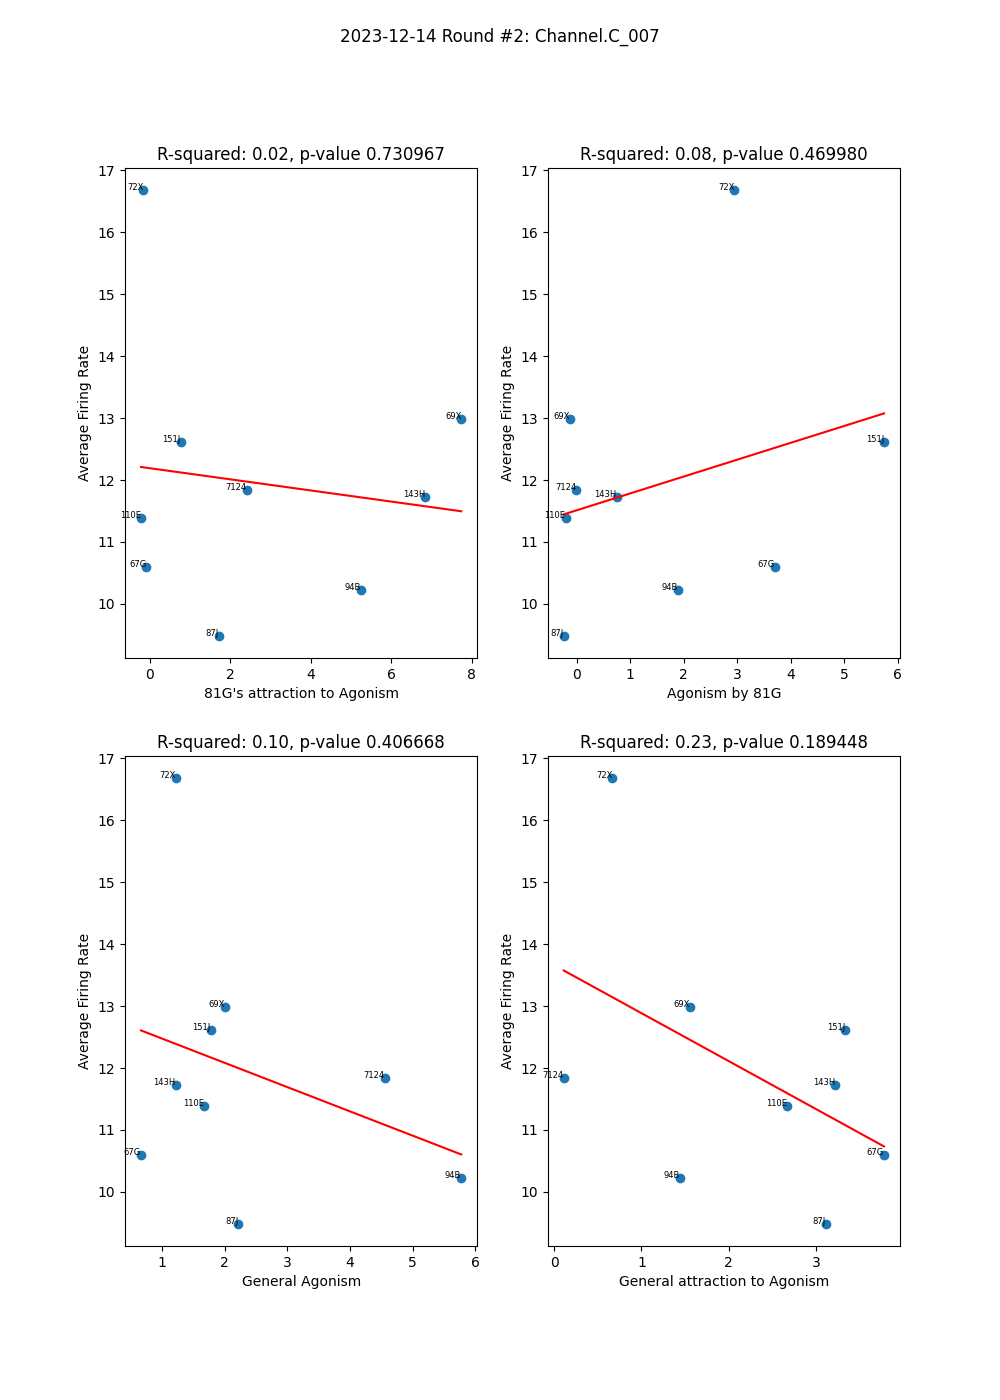 2023-12-14 Round #2: Channel.C_007
R-squared: 0.02, p-value 0.730967
17
16
15
14
13
12
11
10
Average Firing Rate
72X
69X
151J
7124
143H
110E
67G
94B
87J
0 2 4 6 8
81G's attraction to Agonism
R-squared: 0.08, p-value 0.469980
17
16
15
14
13
12
11
10
Average Firing Rate
72X
69X
151J
7124
143H
110E
67G
94B
87J
0 1 2 3 4 5 6
Agonism by 81G
R-squared: 0.10, p-value 0.406668
17
16
15
14
13
12
11
10
Average Firing Rate
72X
69X
151J
7124
143H
110E
67G
94B
87J
1 2 3 4 5 6
General Agonism
R-squared: 0.23, p-value 0.189448
17
16
15
14
13
12
11
10
Average Firing Rate
72X
69X
151J
7124
143H
110E
67G
94B
87J
0 1 2 3
General attraction to Agonism